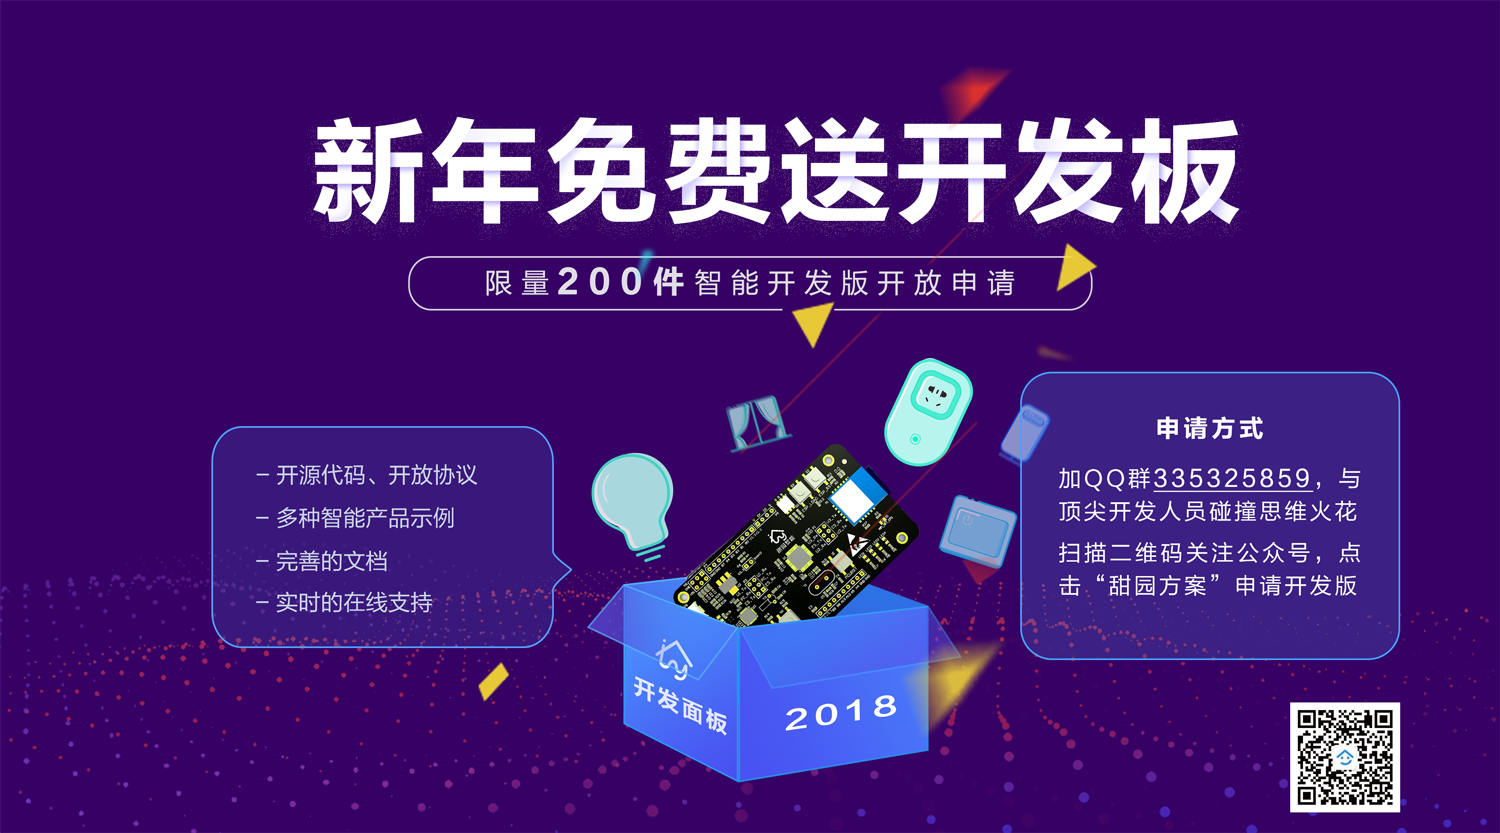 新年免费送开发板
限量200件智能开发版开放申请
– 开源代码、开放协议
– 多种智能产品示例
– 完善的文档
– 实时的在线支持
申请方式
加QQ群335325859，与
顶尖开发人员碰撞思维火花
扫描二维码关注公众号，点
击“甜园方案”申请开发版
开发面板
2018